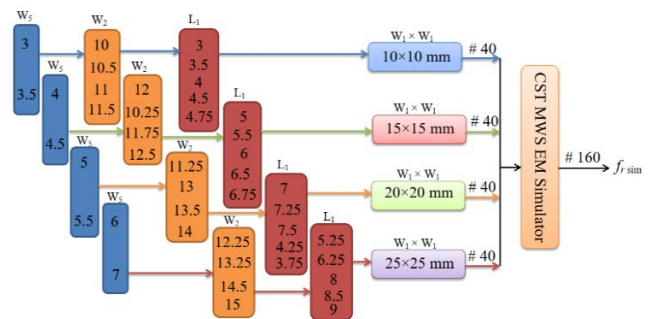 W5
3
3.5
W2
10
10.5
11
11.5
L1
3
3.5
4
4.5
4.75
W1 × W1
10×10 mm
# 40
W5
4
4.5
W2
12
10.25
11.75
12.5
L1
5
5.5
6
6.5
6.75
W1 × W1
15×15 mm
# 40
W5
5
5.5
W2
11.25
13
13.5
14
L1
7
7.25
7.5
4.25
3.75
W1 × W1
20×20 mm
# 40
W5
6
7
W2
12.25
13.25
14.5
15
L1
5.25
6.25
8
8.5
9
W1 × W1
25×25 mm
# 40
CST MWS EM Simulator
# 160
fr sim